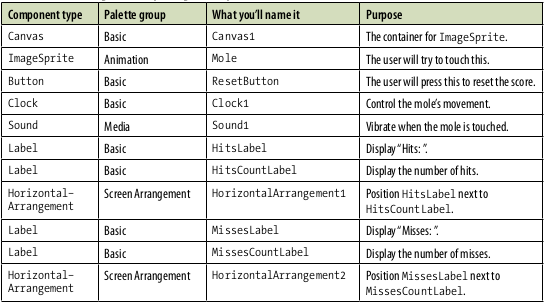 Component type Palette group What you'll name it Purpose
Canvas Basic Canvas1 The container for ImageSprite.
ImageSprite Animation Mole The user will try to touch this.
Button Basic ResetButton The user will press this to reset the score.
Clock Basic Clock1 Control the mole's movement.
Sound Media Sound1 Vibrate when the mole is touched.
Label Basic HitsLabel Display “Hits: ”.
Label Basic HitsCountLabel Display the number of hits.
Horizontal- Screen Arrangement HorizontalArrangement1 Position HitsLabel next to
Arrangement HitsCountLabel.
Label Basic MissesLabel Display “Misses: ”.
Label Basic MissesCountLabel Display the number of misses.
Horizontal- Screen Arrangement HorizontalArrangement2 Position MissesLabel next to
Arrangement MissesCountLabel.